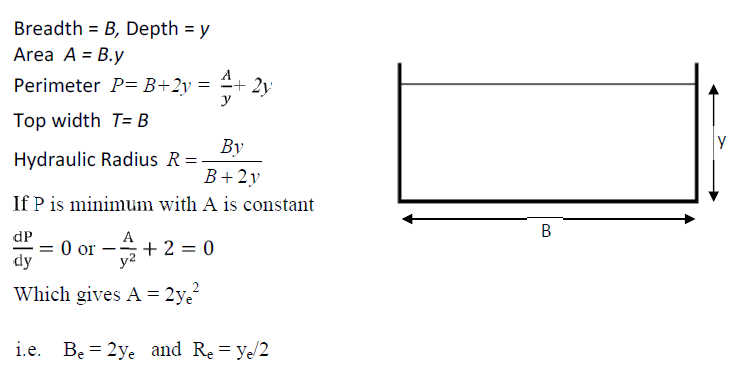 Breadth = B, Depth = y
Area A = B.y
Perimeter P= B+2y = A/y + 2y
Top width T= B
Hydraulic Radius R = By/(B+2y)
If P is minimum with A is constant
dP/dy = 0 or − A/y² + 2 = 0
Which gives A = 2yₑ²
i.e. Bₑ = 2yₑ and Rₑ = yₑ/2
Y
B